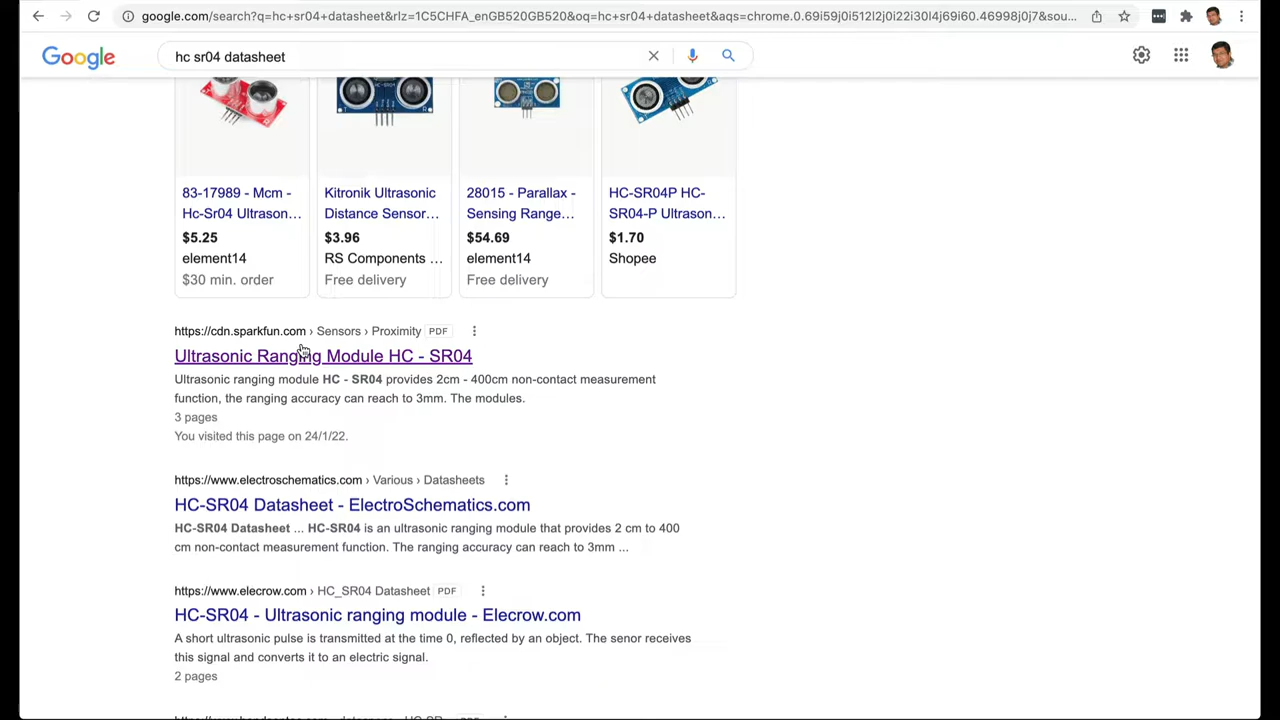 google.com/search?q=hc+sr04+datasheet&rlz=1C5CHFA_enGB520GB520&oq=hc+sr04+datasheet&aqs=chrome.0.69i59j0i512l2j0i22i30l4j69i60.46998j0j7&sou...
Google hc sr04 datasheet
HC-SR04
83-17989 - Mcm - Kitronik Ultrasonic 28015 - Parallax - HC-SR04P HC-
Hc-Sr04 Ultrason... Distance Sensor... Sensing Range... SR04-P Ultrason...
$5.25 $3.96 $54.69 $1.70
element14 RS Components ... element14 Shopee
$30 min. order Free delivery Free delivery
https://cdn.sparkfun.com › Sensors › Proximity PDF
Ultrasonic Ranging Module HC - SR04
Ultrasonic ranging module HC - SR04 provides 2cm - 400cm non-contact measurement
function, the ranging accuracy can reach to 3mm. The modules.
3 pages
You visited this page on 24/1/22.
https://www.electroschematics.com › Various › Datasheets
HC-SR04 Datasheet - ElectroSchematics.com
HC-SR04 Datasheet ... HC-SR04 is an ultrasonic ranging module that provides 2 cm to 400
cm non-contact measurement function. The ranging accuracy can reach to 3mm ...
https://www.elecrow.com › HC_SR04 Datasheet PDF
HC-SR04 - Ultrasonic ranging module - Elecrow.com
A short ultrasonic pulse is transmitted at the time 0, reflected by an object. The senor receives
this signal and converts it to an electric signal.
2 pages